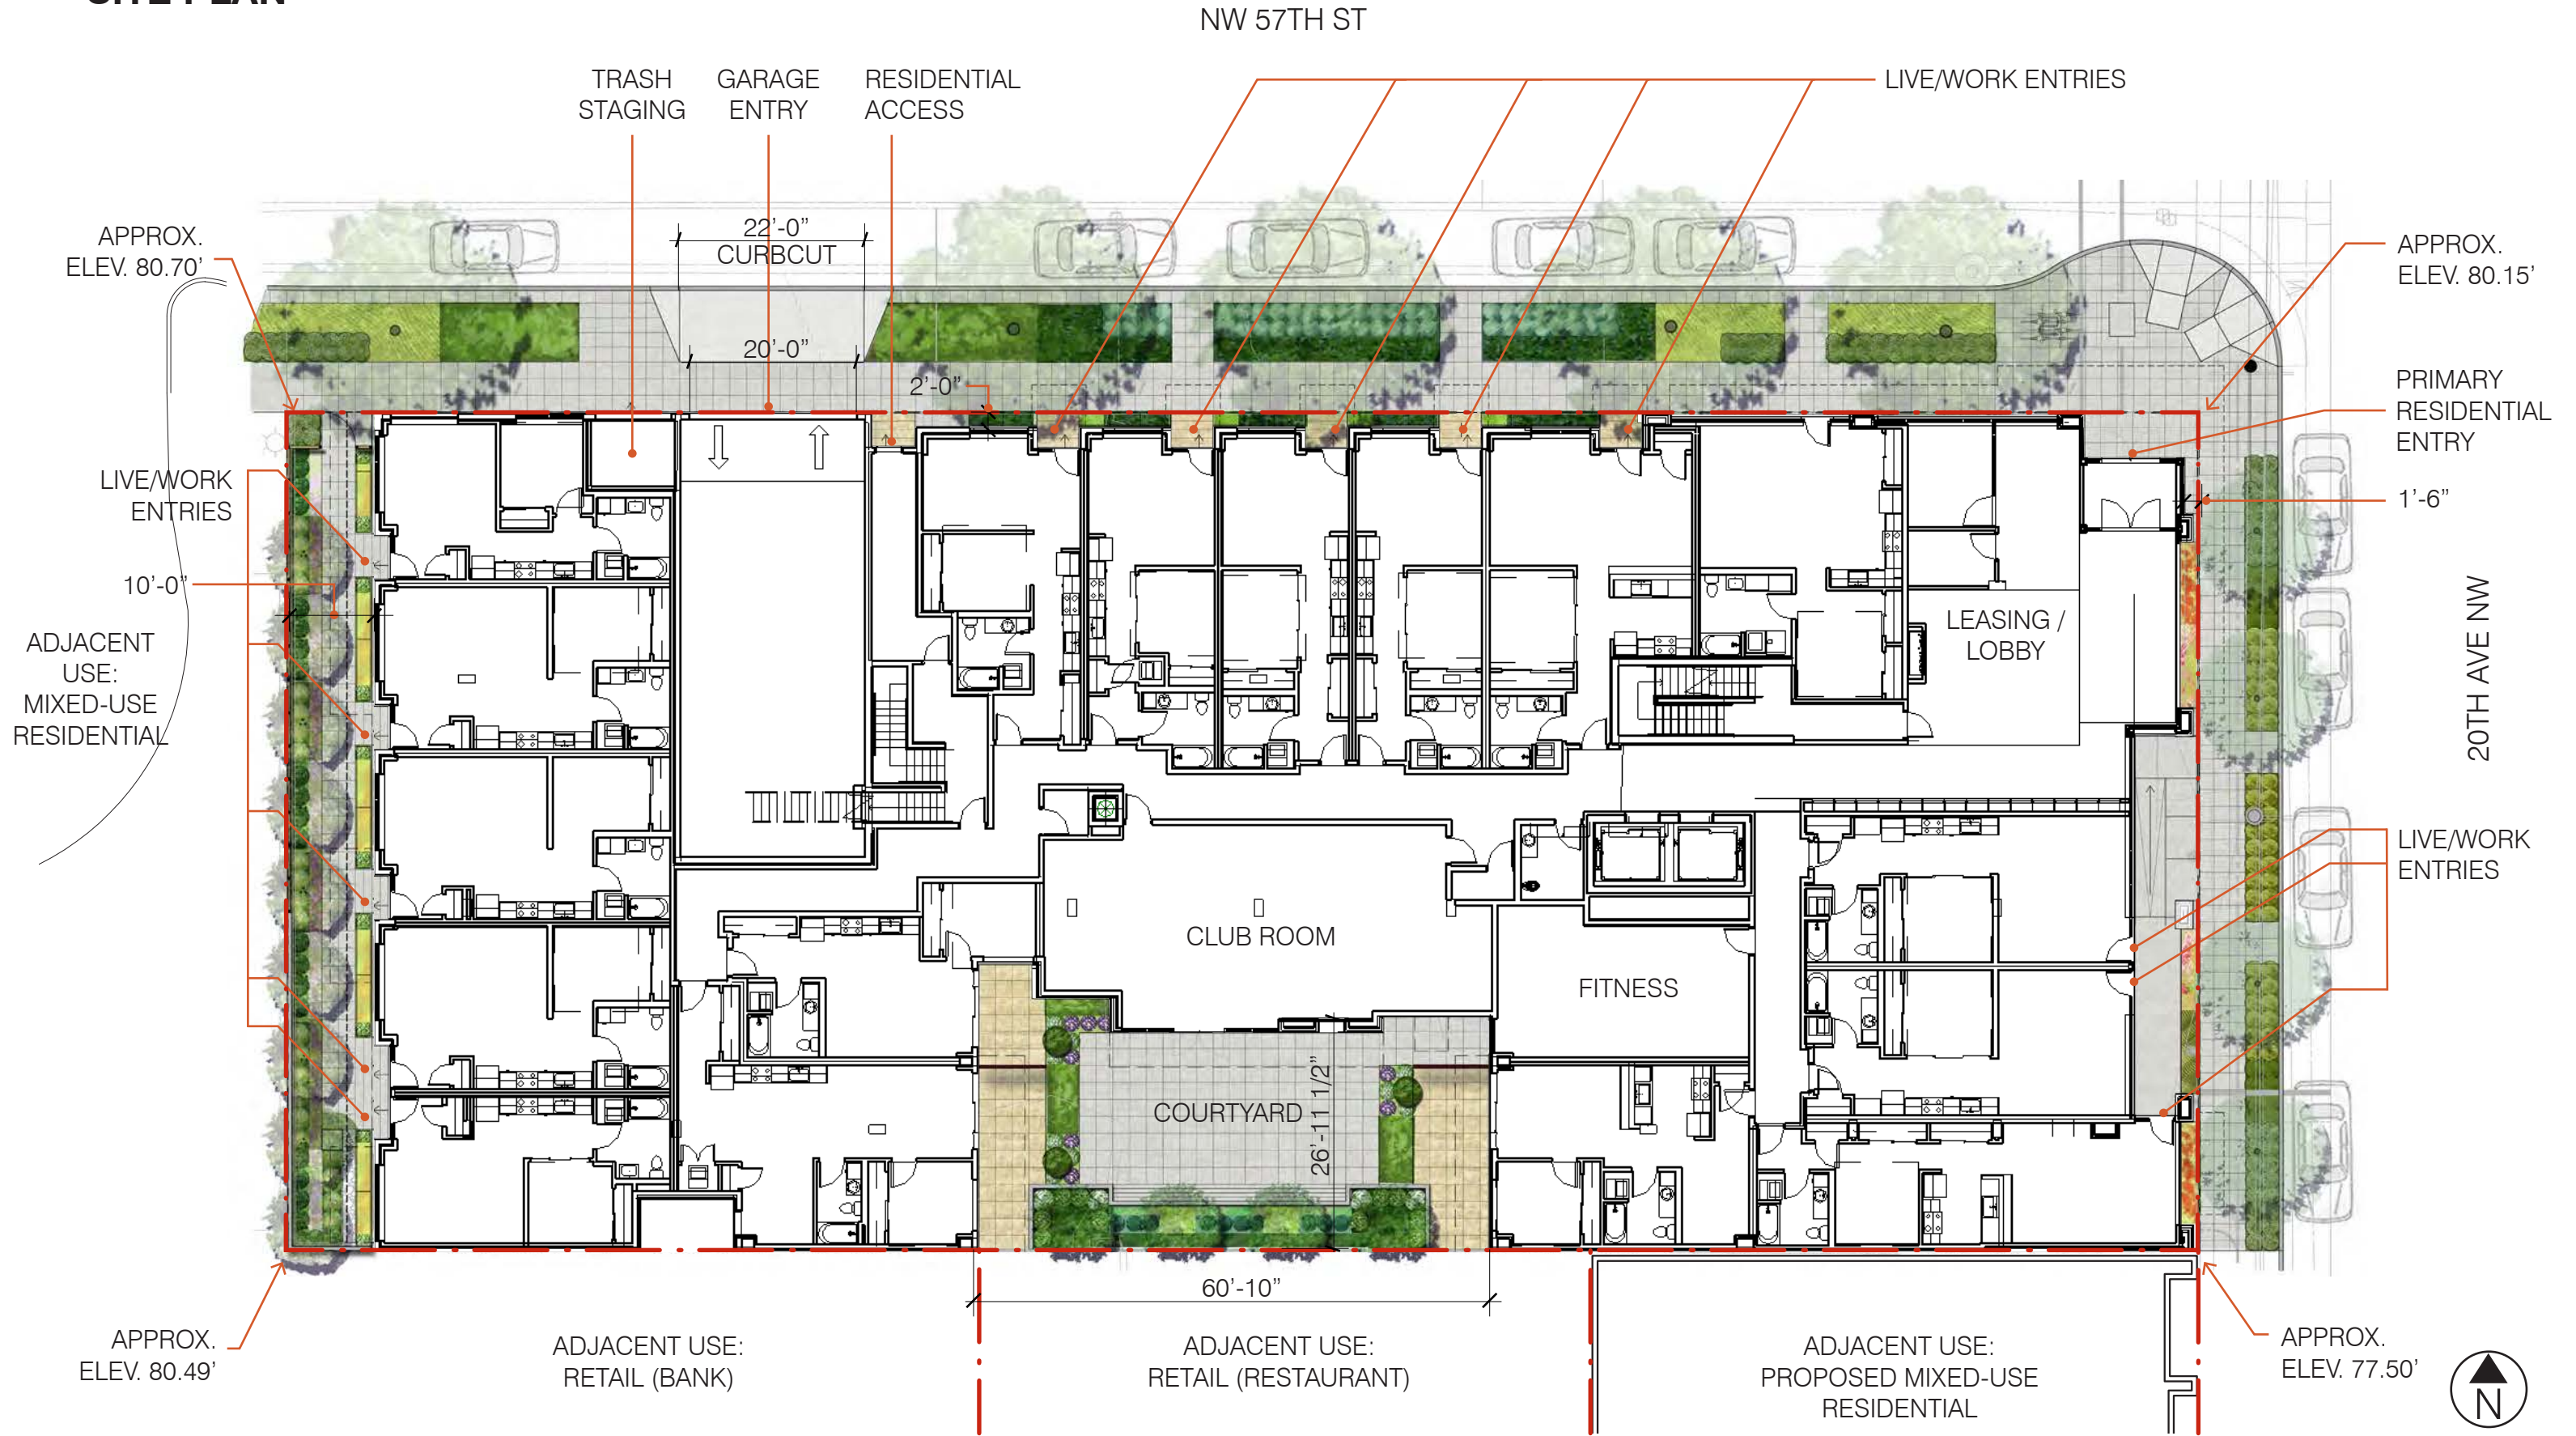 SITE PLAN
NW 57TH ST
TRASH
STAGING
GARAGE
ENTRY
RESIDENTIAL
ACCESS
LIVE/WORK ENTRIES
22'-0"
CURBCUT
APPROX.
ELEV. 80.70'
APPROX.
ELEV. 80.15'
20'-0"
2'-0"
PRIMARY
RESIDENTIAL
ENTRY
LIVE/WORK
ENTRIES
1'-6"
10'-0"
ADJACENT
USE:
MIXED-USE
RESIDENTIAL
LEASING /
LOBBY
20TH AVE NW
LIVE/WORK
ENTRIES
CLUB ROOM
FITNESS
COURTYARD
26'-11 1/2"
60'-10"
APPROX.
ELEV. 80.49'
ADJACENT USE:
RETAIL (BANK)
ADJACENT USE:
RETAIL (RESTAURANT)
ADJACENT USE:
PROPOSED MIXED-USE
RESIDENTIAL
APPROX.
ELEV. 77.50'
N